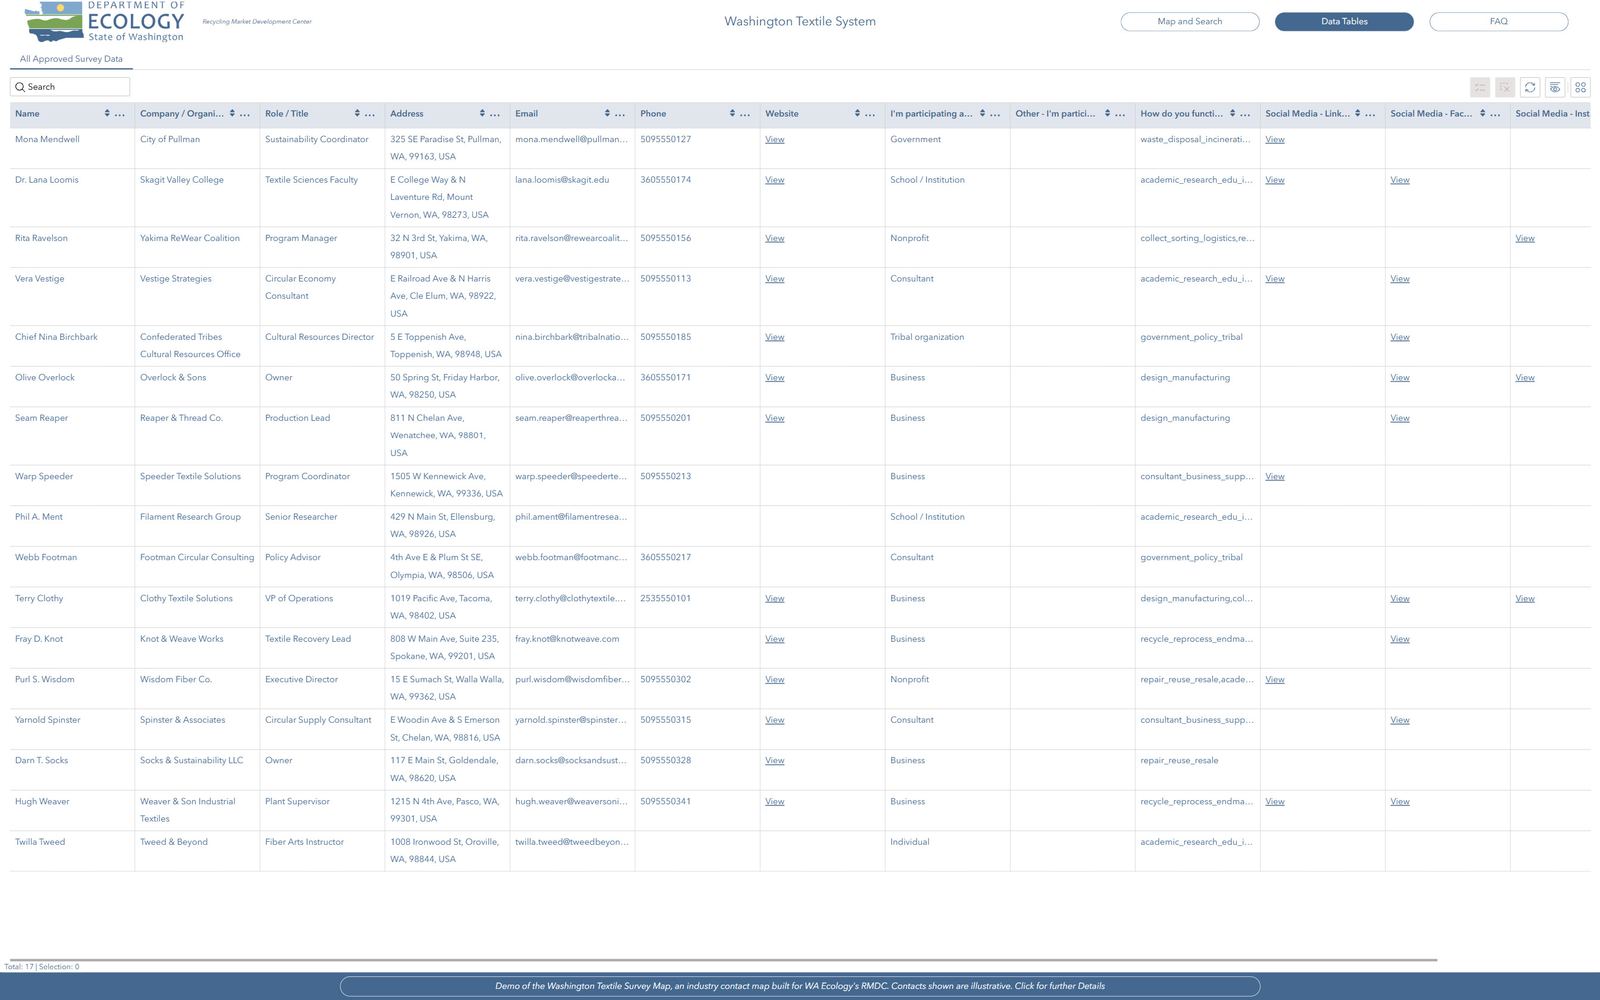 DEPARTMENT OF
ECOLOGY
State of Washington
Recycling Market Development Center
Washington Textile System
Map and Search
Data Tables
FAQ
All Approved Survey Data
Search
Name ... Company / Organi... ... Role / Title ... Address ... Email ... Phone ... Website ... I'm participating a... ... Other - I'm partici... ... How do you functi... ... Social Media - Link... ... Social Media - Fac... ... Social Media - Inst
Mona Mendwell City of Pullman Sustainability Coordinator 325 SE Paradise St, Pullman, mona.mendwell@pullman... 5095550127 View Government waste_disposal_incinerati... View
WA, 99163, USA
Dr. Lana Loomis Skagit Valley College Textile Sciences Faculty E College Way & N lana.loomis@skagit.edu 3605550174 View School / Institution academic_research_edu_i... View View
Laventure Rd, Mount
Vernon, WA, 98273, USA
Rita Ravelson Yakima ReWear Coalition Program Manager 32 N 3rd St, Yakima, WA, rita.ravelson@rewearcoalit... 5095550156 View Nonprofit collect_sorting_logistics,re... View
98901, USA
Vera Vestige Vestige Strategies Circular Economy E Railroad Ave & N Harris vera.vestige@vestigestrate... 5095550113 View Consultant academic_research_edu_i... View View
Consultant Ave, Cle Elum, WA, 98922,
USA
Chief Nina Birchbark Confederated Tribes Cultural Resources Director 5 E Toppenish Ave, nina.birchbark@tribalnatio... 5095550185 View Tribal organization government_policy_tribal View
Cultural Resources Office Toppenish, WA, 98948, USA
Olive Overlock Overlock & Sons Owner 50 Spring St, Friday Harbor, olive.overlock@overlocka... 3605550171 View Business design_manufacturing View View
WA, 98250, USA
Seam Reaper Reaper & Thread Co. Production Lead 811 N Chelan Ave, seam.reaper@reaperthrea... 5095550201 View Business design_manufacturing View
Wenatchee, WA, 98801,
USA
Warp Speeder Speeder Textile Solutions Program Coordinator 1505 W Kennewick Ave, warp.speeder@speederte... 5095550213 Business consultant_business_supp... View
Kennewick, WA, 99336, USA
Phil A. Ment Filament Research Group Senior Researcher 429 N Main St, Ellensburg, phil.ament@filamentresea... School / Institution academic_research_edu_i...
WA, 98926, USA
Webb Footman Footman Circular Consulting Policy Advisor 4th Ave E & Plum St SE, webb.footman@footmanc... 3605550217 Consultant government_policy_tribal
Olympia, WA, 98506, USA
Terry Clothy Clothy Textile Solutions VP of Operations 1019 Pacific Ave, Tacoma, terry.clothy@clothytextile.... 2535550101 View Business design_manufacturing,col... View View
WA, 98402, USA
Fray D. Knot Knot & Weave Works Textile Recovery Lead 808 W Main Ave, Suite 235, fray.knot@knotweave.com View Business recycle_reprocess_endma... View
Spokane, WA, 99201, USA
Purl S. Wisdom Wisdom Fiber Co. Executive Director 15 E Sumach St, Walla Walla, purl.wisdom@wisdomfiber... 5095550302 View Nonprofit repair_reuse_resale,acade... View
WA, 99362, USA
Yarnold Spinster Spinster & Associates Circular Supply Consultant E Woodin Ave & S Emerson yarnold.spinster@spinster... 5095550315 View Consultant consultant_business_supp... View
St, Chelan, WA, 98816, USA
Darn T. Socks Socks & Sustainability LLC Owner 117 E Main St, Goldendale, darn.socks@socksandsust... 5095550328 View Business repair_reuse_resale
WA, 98620, USA
Hugh Weaver Weaver & Son Industrial Plant Supervisor 1215 N 4th Ave, Pasco, WA, hugh.weaver@weaversoni... 5095550341 View Business recycle_reprocess_endma... View View
Textiles 99301, USA
Twilla Tweed Tweed & Beyond Fiber Arts Instructor 1008 Ironwood St, Oroville, twilla.tweed@tweedbeyon... Individual academic_research_edu_i...
WA, 98844, USA
Total: 17 | Selection: 0
Demo of the Washington Textile Survey Map, an industry contact map built for WA Ecology's RMDC. Contacts shown are illustrative. Click for further Details